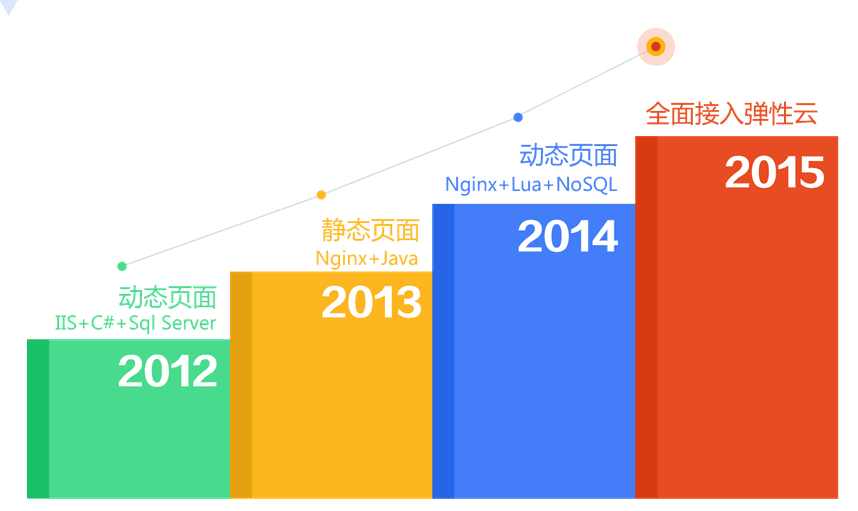 动态页面
IIS+C#+Sql Server
2012
静态页面
Nginx+Java
2013
动态页面
Nginx+Lua+NoSQL
2014
全面接入弹性云
2015